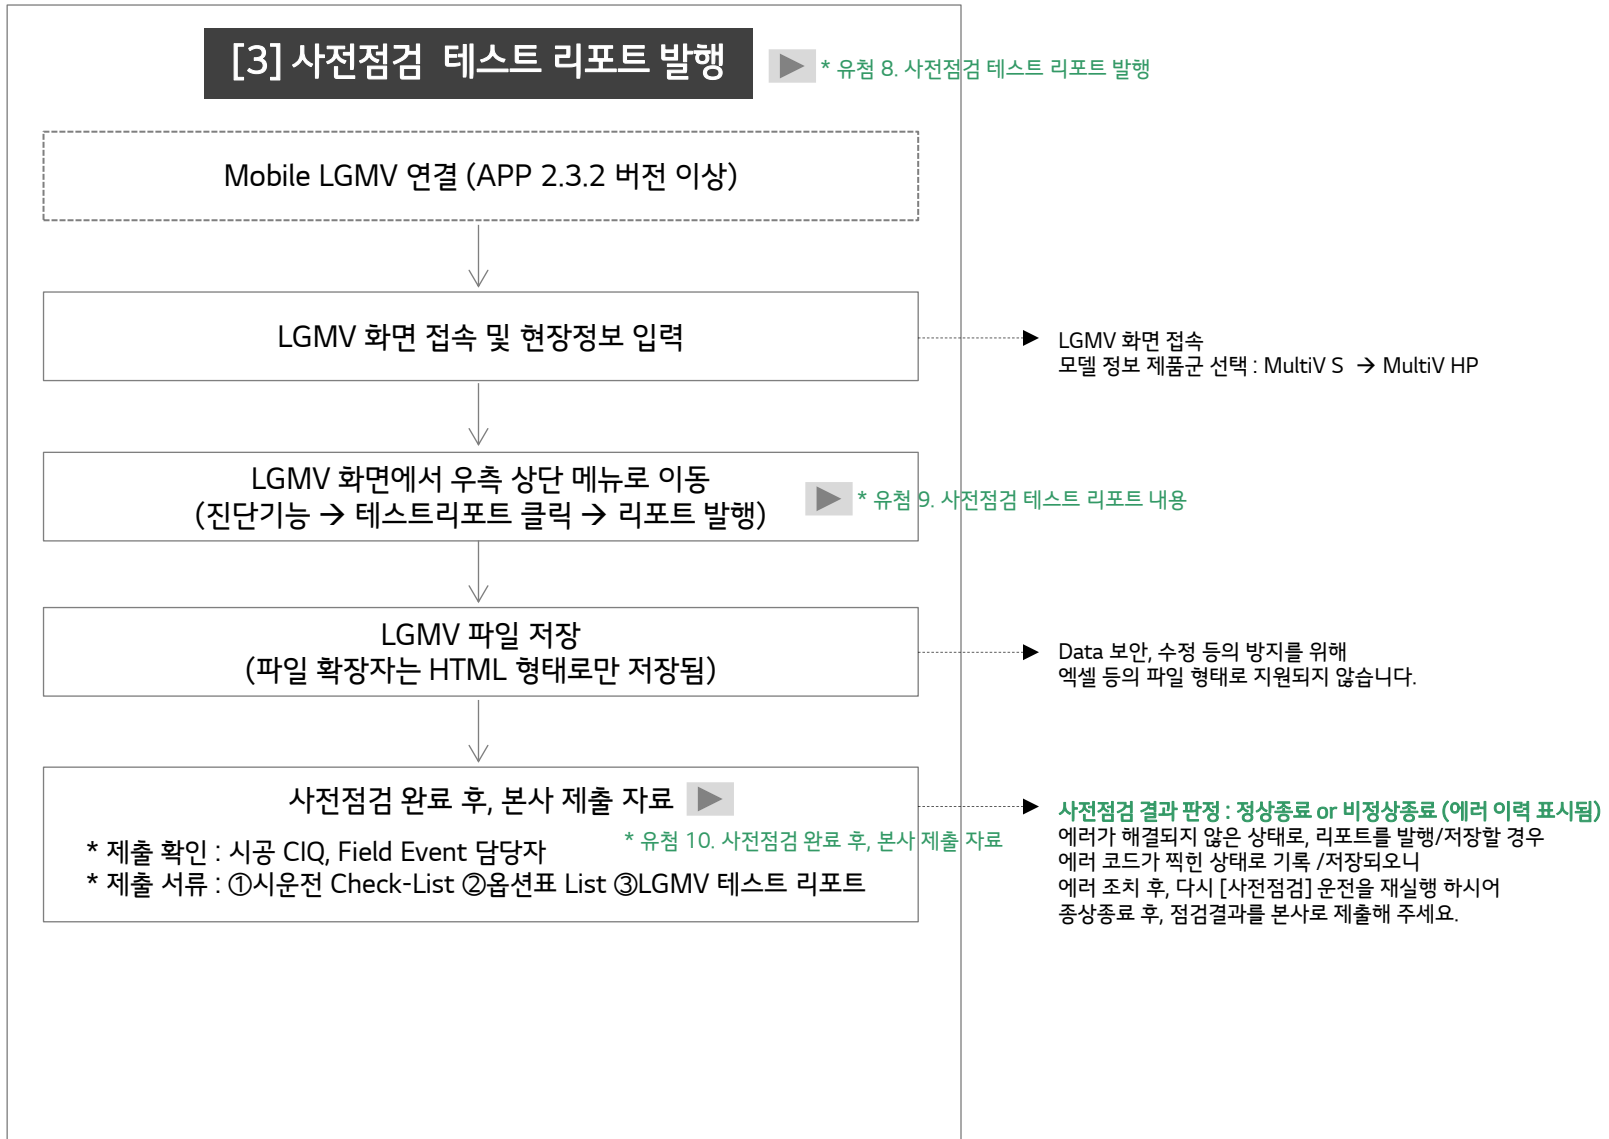 [3] 사전점검 테스트 리포트 발행
* 유첨 8. 사전점검 테스트 리포트 발행
Mobile LGMV 연결 (APP 2.3.2 버전 이상)
LGMV 화면 접속 및 현장정보 입력
LGMV 화면 접속
모델 정보 제품군 선택 : MultiV S → MultiV HP
LGMV 화면에서 우측 상단 메뉴로 이동
(진단기능 → 테스트리포트 클릭 → 리포트 발행)
* 유첨 9. 사전점검 테스트 리포트 내용
LGMV 파일 저장
(파일 확장자는 HTML 형태로만 저장됨)
Data 보안, 수정 등의 방지를 위해
엑셀 등의 파일 형태로 지원되지 않습니다.
사전점검 완료 후, 본사 제출 자료
* 유첨 10. 사전점검 완료 후, 본사 제출 자료
* 제출 확인 : 시공 CIQ, Field Event 담당자
* 제출 서류 : ①시운전 Check-List ②옵션표 List ③LGMV 테스트 리포트
사전점검 결과 판정 : 정상종료 or 비정상종료 (에러 이력 표시됨)
에러가 해결되지 않은 상태로, 리포트를 발행/저장할 경우
에러 코드가 찍힌 상태로 기록 /저장되오니
에러 조치 후, 다시 [사전점검] 운전을 재실행 하시어
종상종료 후, 점검결과를 본사로 제출해 주세요.